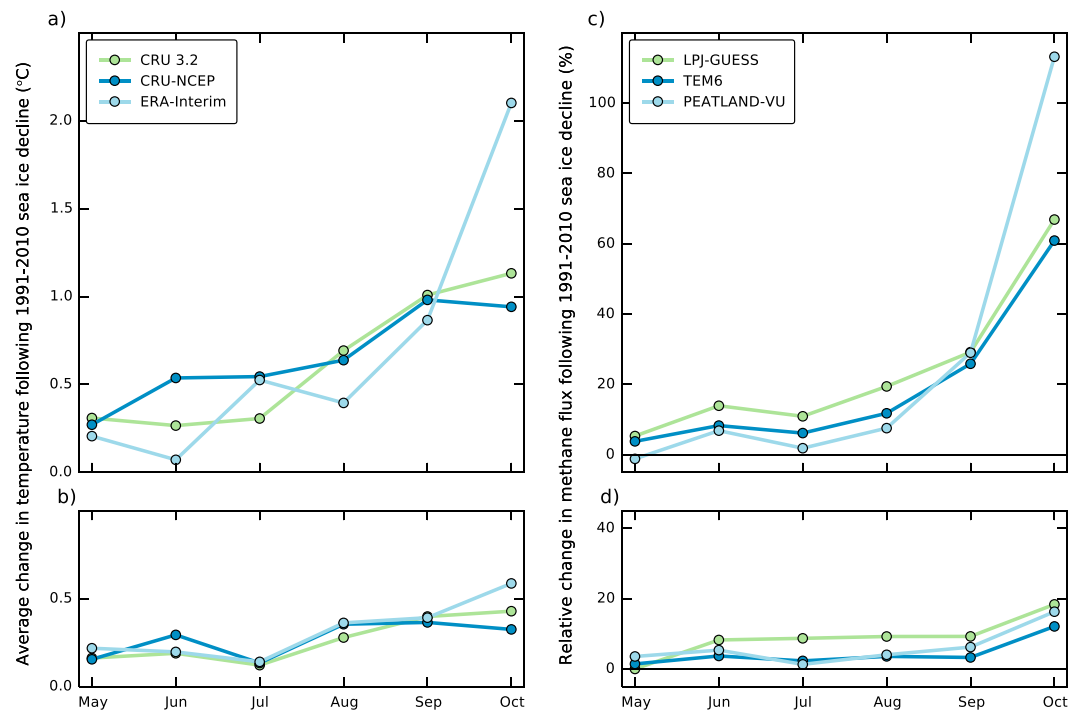 a)
CRU 3.2
CRU-NCEP
ERA-Interim
2.0
1.5
1.0
0.5
0.0
Average change in temperature following 1991-2010 sea ice decline (°C)
b)
0.5
0.0
May Jun Jul Aug Sep Oct
c)
LPJ-GUESS
TEM6
PEATLAND-VU
100
80
60
40
20
0
Relative change in methane flux following 1991-2010 sea ice decline (%)
d)
40
20
0
May Jun Jul Aug Sep Oct